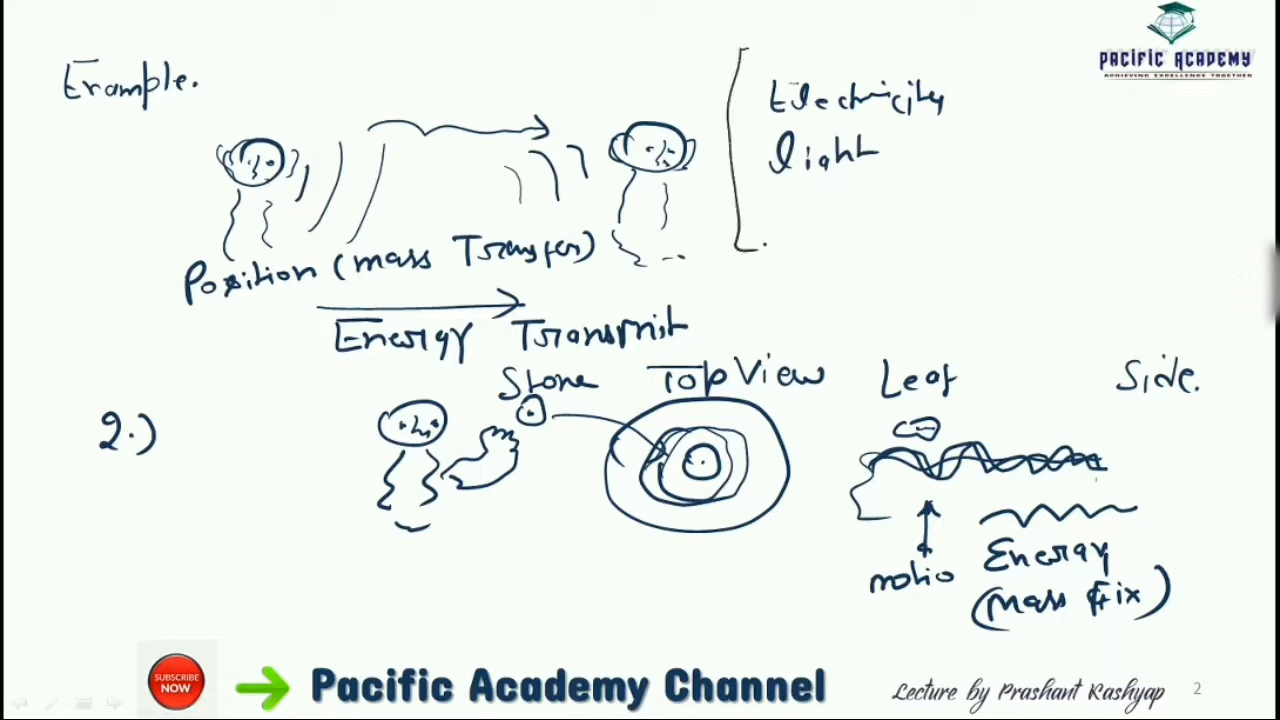 PACIFIC ACADEMY
ACHIEVING EXCELLENCE TOGETHER
Example.
Electricity
light
Position (mass Transfer)
Energy Transmit
Stone
Top View
Leaf
Side.
2.)
motio
Energy
(Mass Fix)
SUBSCRIBE
NOW
Pacific Academy Channel
Lecture by Prashant Kashyap
2